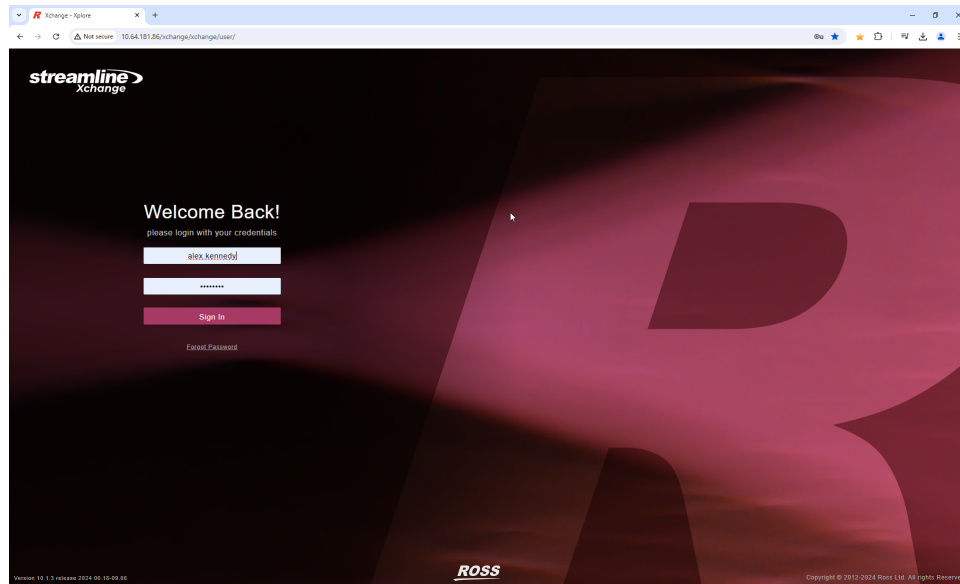 Xchange - Xplore
Not secure 10.64.181.86/xchange/xchange/user/
streamline
Xchange
Welcome Back!
please login with your credentials
alex.kennedy
••••••••
Sign In
Forgot Password
ROSS
Version 10.1.3 release 2024.06.18-09.06
Copyright © 2012-2024 Ross Ltd. All rights Reserve